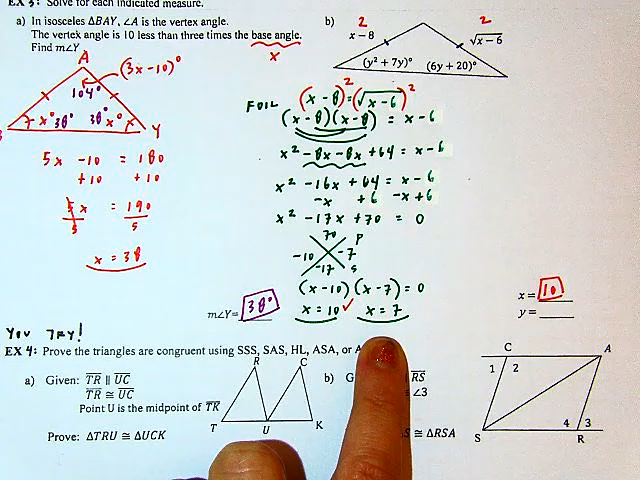 EX 3: Solve for each indicated measure.
a) In isosceles ΔBAY, ∠A is the vertex angle.
The vertex angle is 10 less than three times the base angle.
Find m∠Y
x
A
(3x-10)°
104°
x° 38°
38° x°
Y
5x -10 = 180
+10 +10
5x = 190
5 5
x = 38
m∠Y= 38°
b)
2
x - 8
2
√x - 6
(y² + 7y)°
(6y + 20)°
(x - 8)² = (√x-6)²
FOIL
(x - 8)(x - 8) = x - 6
x² - 8x - 8x + 64 = x - 6
x² - 16x + 64 = x - 6
-x +6 -x +6
x² - 17x + 70 = 0
70 P
-10 -7
-17 S
(x - 10)(x - 7) = 0
x = 10 ✓ x = 7
x = 10
y =
YOU TRY!
EX 4: Prove the triangles are congruent using SSS, SAS, HL, ASA, or A
a) Given: TR ∥ UC
TR ≅ UC
Point U is the midpoint of TK
Prove: ΔTRU ≅ ΔUCK
R
C
T
U
K
b) G
RS
∠3
S ≅ ΔRSA
C
A
1
2
4
3
S
R